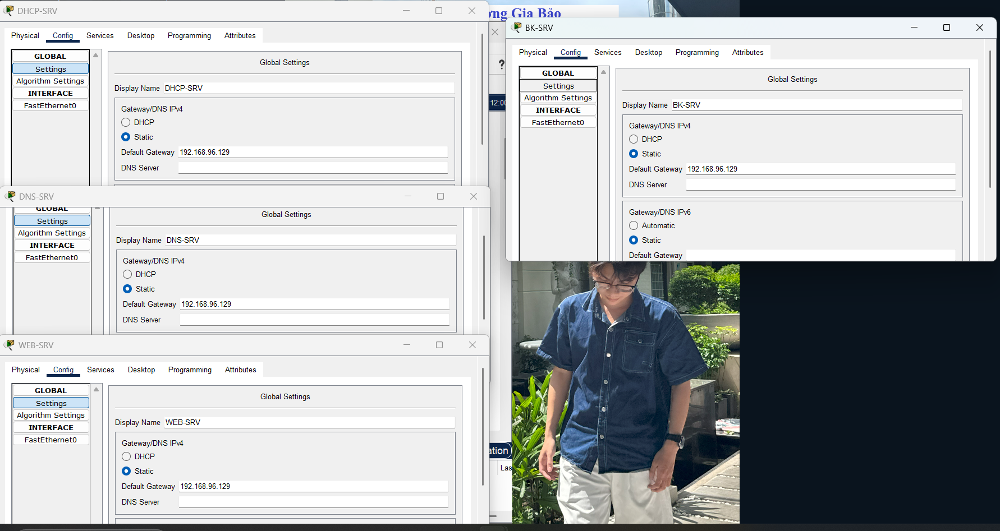 DHCP-SRV
Physical Config Services Desktop Programming Attributes
GLOBAL
Settings
Algorithm Settings
INTERFACE
FastEthernet0
Global Settings
Display Name DHCP-SRV
Gateway/DNS IPv4
DHCP
Static
Default Gateway 192.168.96.129
DNS Server
DNS-SRV
GLOBAL
Settings
Algorithm Settings
INTERFACE
FastEthernet0
Global Settings
Display Name DNS-SRV
Gateway/DNS IPv4
DHCP
Static
Default Gateway 192.168.96.129
DNS Server
WEB-SRV
Physical Config Services Desktop Programming Attributes
GLOBAL
Settings
Algorithm Settings
INTERFACE
FastEthernet0
Global Settings
Display Name WEB-SRV
Gateway/DNS IPv4
DHCP
Static
Default Gateway 192.168.96.129
DNS Server
ng Gia Bảo
?
:12:00
ation
Las
BK-SRV
Physical Config Services Desktop Programming Attributes
GLOBAL
Settings
Algorithm Settings
INTERFACE
FastEthernet0
Global Settings
Display Name BK-SRV
Gateway/DNS IPv4
DHCP
Static
Default Gateway 192.168.96.129
DNS Server
Gateway/DNS IPv6
Automatic
Static
Default Gateway